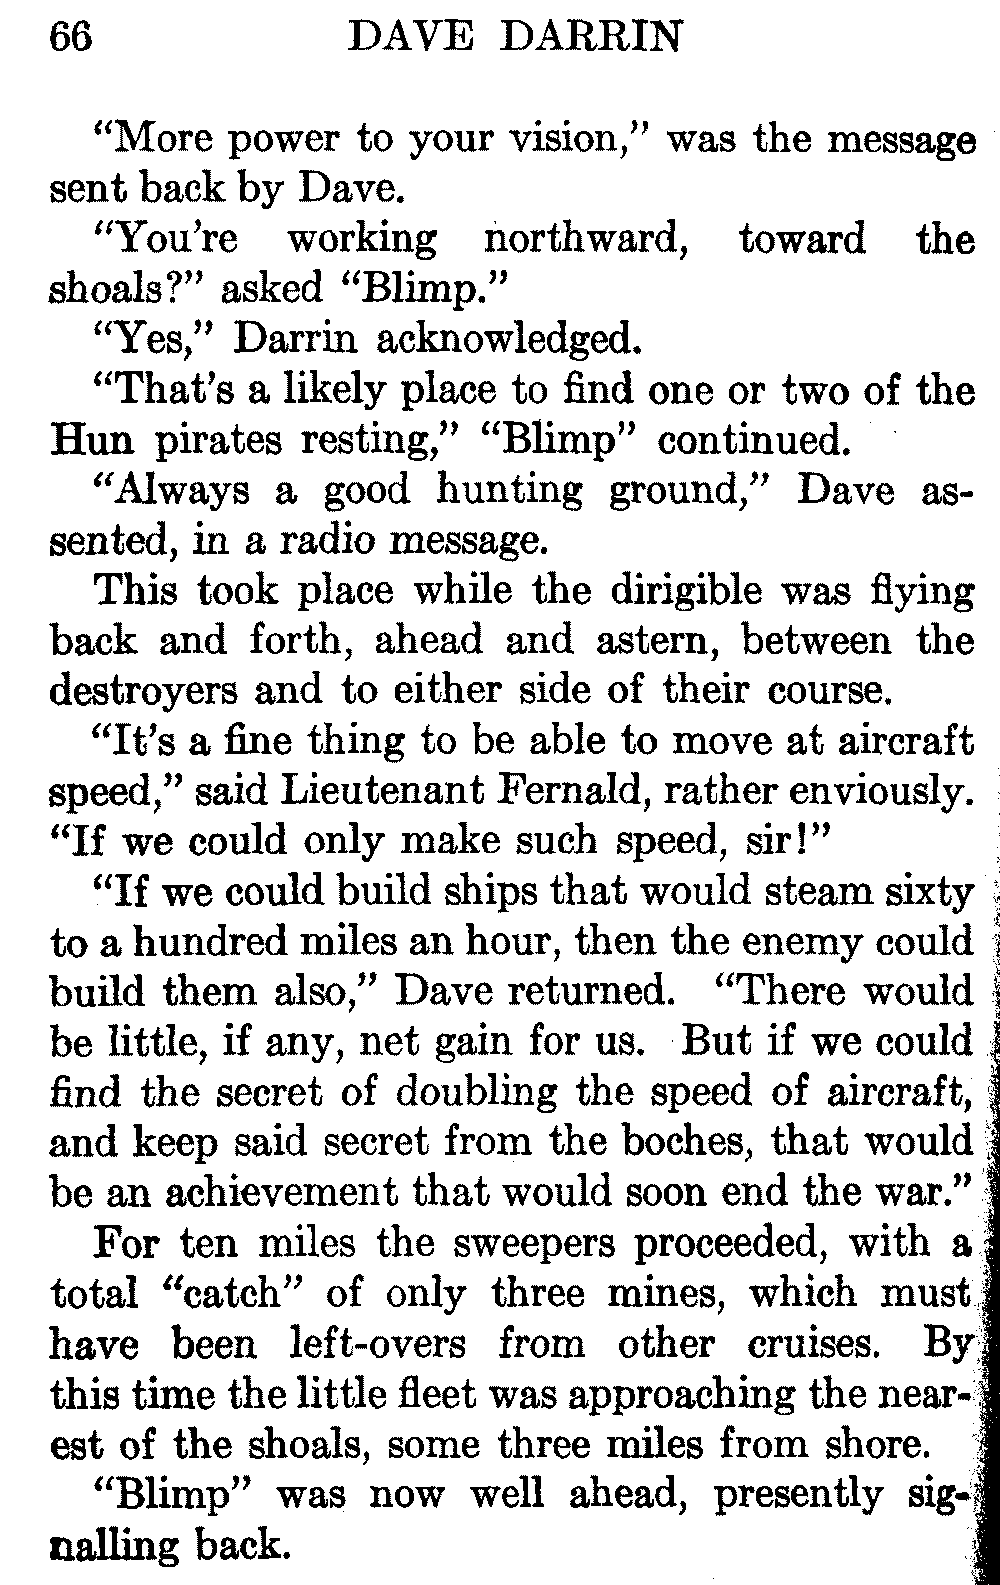 66 DAVE DARRIN
"More power to your vision," was the message
sent back by Dave.
"You're working northward, toward the
shoals?" asked "Blimp."
"Yes," Darrin acknowledged.
"That's a likely place to find one or two of the
Hun pirates resting," "Blimp" continued.
"Always a good hunting ground," Dave as-
sented, in a radio message.
This took place while the dirigible was flying
back and forth, ahead and astern, between the
destroyers and to either side of their course.
"It's a fine thing to be able to move at aircraft
speed," said Lieutenant Fernald, rather enviously.
"If we could only make such speed, sir!"
"If we could build ships that would steam sixty
to a hundred miles an hour, then the enemy could
build them also," Dave returned. "There would
be little, if any, net gain for us. But if we could
find the secret of doubling the speed of aircraft,
and keep said secret from the boches, that would
be an achievement that would soon end the war."
For ten miles the sweepers proceeded, with a
total "catch" of only three mines, which must
have been left-overs from other cruises. By
this time the little fleet was approaching the near-
est of the shoals, some three miles from shore.
"Blimp" was now well ahead, presently sig-
nalling back.